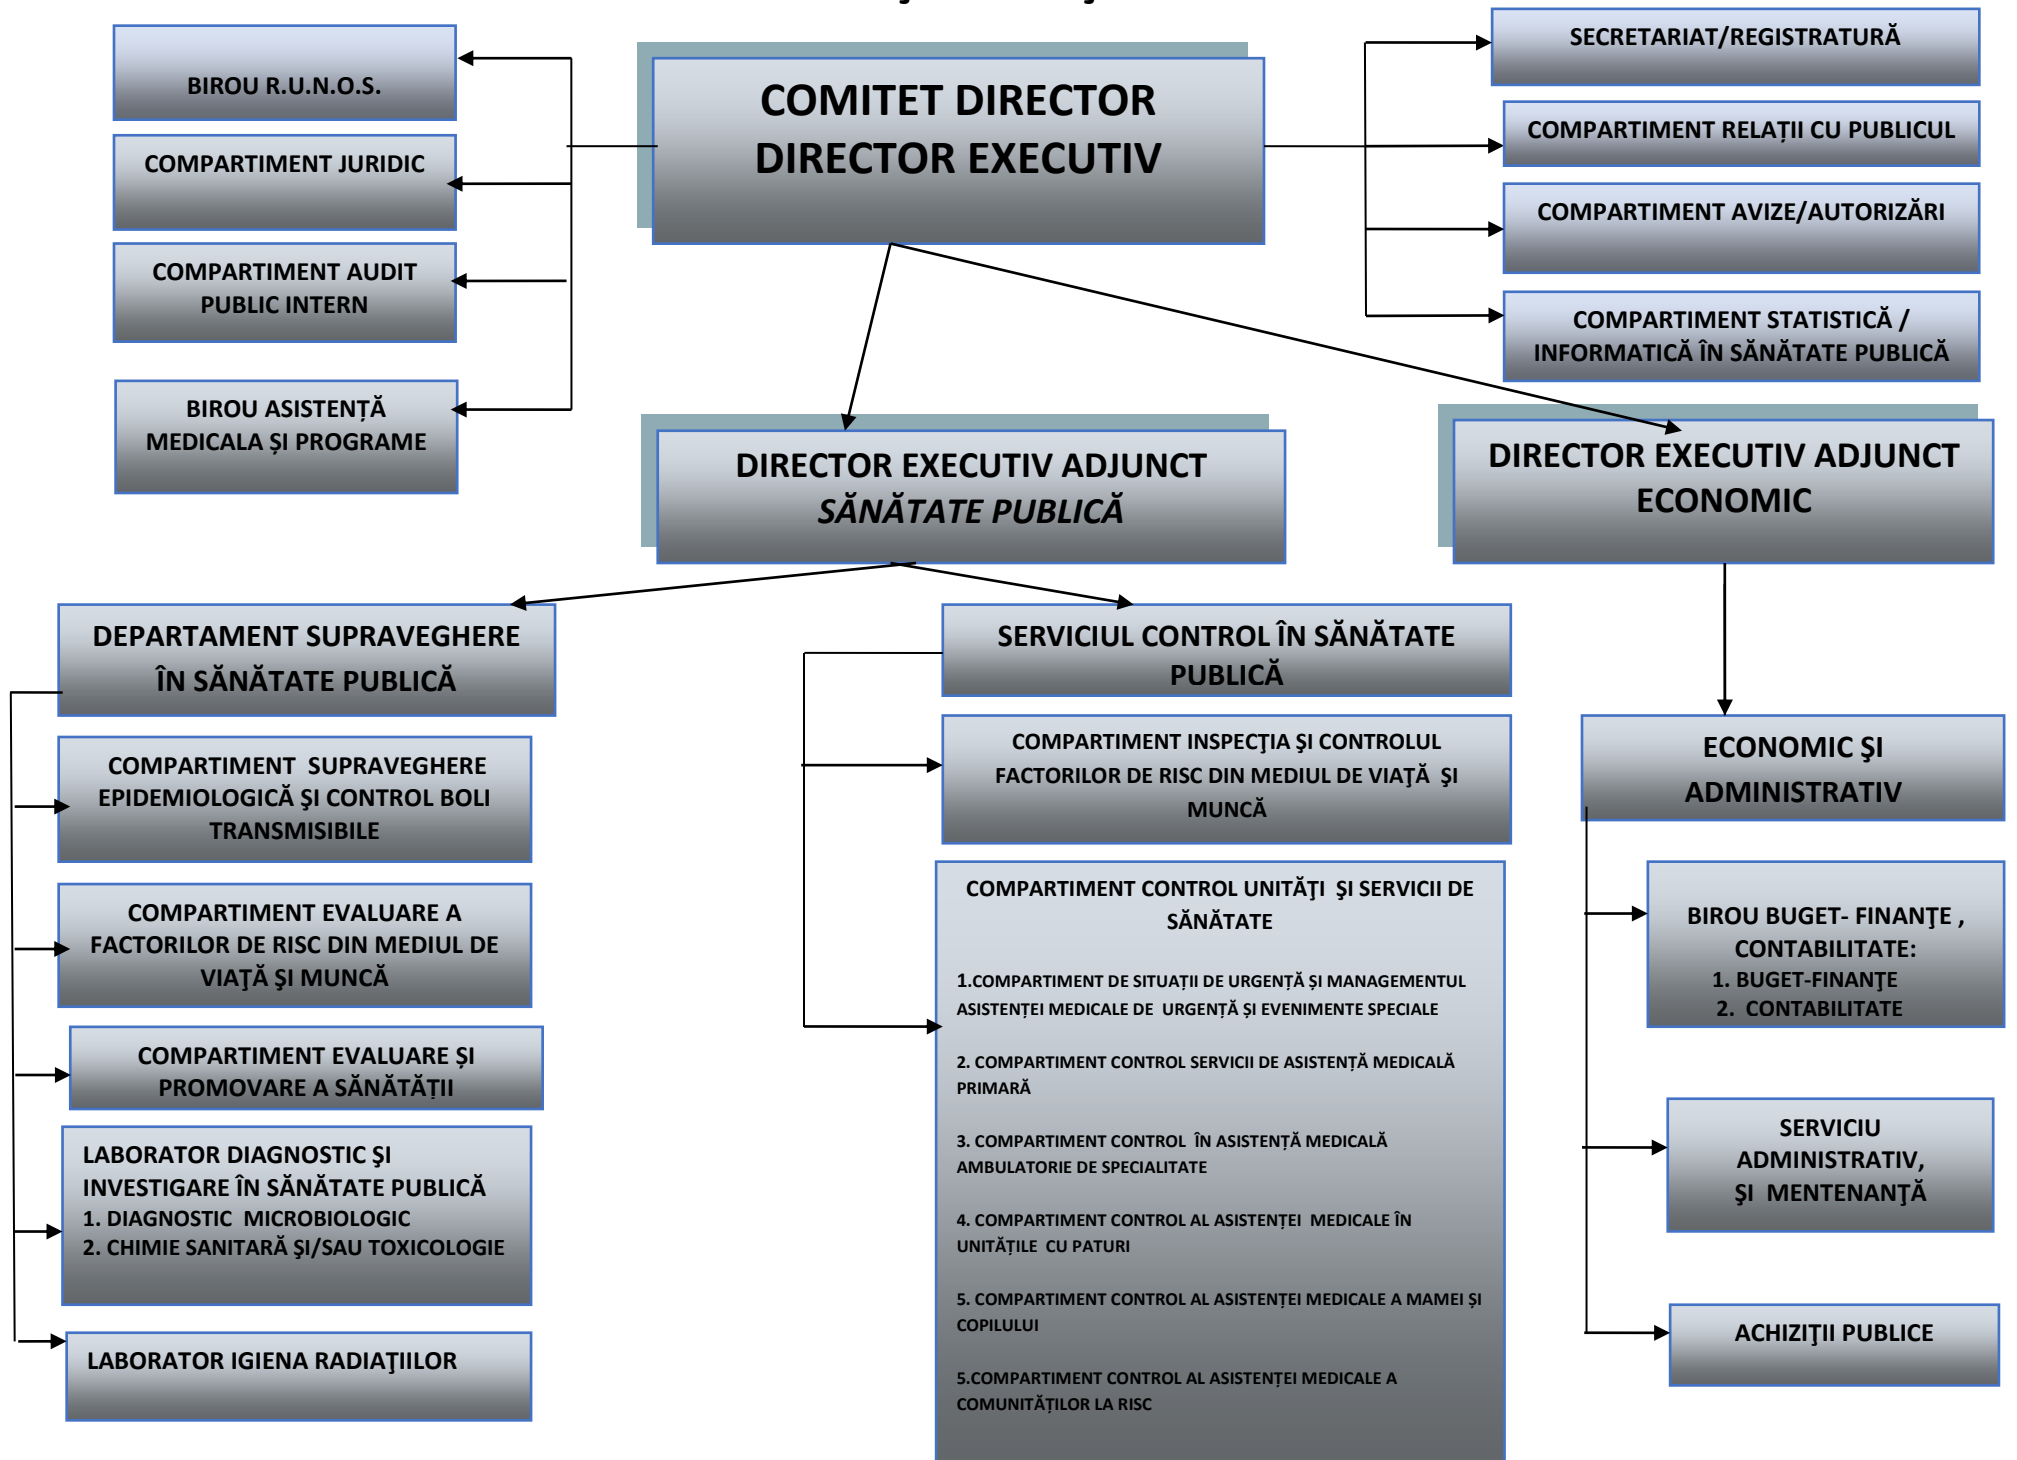 BIROU R.U.N.O.S.
COMPARTIMENT JURIDIC
COMPARTIMENT AUDIT
PUBLIC INTERN
BIROU ASISTENȚĂ
MEDICALA ȘI PROGRAME
COMITET DIRECTOR
DIRECTOR EXECUTIV
SECRETARIAT/REGISTRATURĂ
COMPARTIMENT RELAȚII CU PUBLICUL
COMPARTIMENT AVIZE/AUTORIZĂRI
COMPARTIMENT STATISTICĂ /
INFORMATICĂ ÎN SĂNĂTATE PUBLICĂ
DIRECTOR EXECUTIV ADJUNCT
SĂNĂTATE PUBLICĂ
DIRECTOR EXECUTIV ADJUNCT
ECONOMIC
DEPARTAMENT SUPRAVEGHERE
ÎN SĂNĂTATE PUBLICĂ
COMPARTIMENT SUPRAVEGHERE
EPIDEMIOLOGICĂ ŞI CONTROL BOLI
TRANSMISIBILE
COMPARTIMENT EVALUARE A
FACTORILOR DE RISC DIN MEDIUL DE
VIAŢĂ ŞI MUNCĂ
COMPARTIMENT EVALUARE ȘI
PROMOVARE A SĂNĂTĂȚII
LABORATOR DIAGNOSTIC ŞI
INVESTIGARE ÎN SĂNĂTATE PUBLICĂ
1. DIAGNOSTIC MICROBIOLOGIC
2. CHIMIE SANITARĂ ŞI/SAU TOXICOLOGIE
LABORATOR IGIENA RADIAŢIILOR
SERVICIUL CONTROL ÎN SĂNĂTATE
PUBLICĂ
COMPARTIMENT INSPECŢIA ŞI CONTROLUL
FACTORILOR DE RISC DIN MEDIUL DE VIAŢĂ ŞI
MUNCĂ
COMPARTIMENT CONTROL UNITĂŢI ŞI SERVICII DE
SĂNĂTATE
1.COMPARTIMENT DE SITUAȚII DE URGENȚĂ ȘI MANAGEMENTUL
ASISTENȚEI MEDICALE DE URGENȚĂ ȘI EVENIMENTE SPECIALE
2. COMPARTIMENT CONTROL SERVICII DE ASISTENȚĂ MEDICALĂ
PRIMARĂ
3. COMPARTIMENT CONTROL ÎN ASISTENȚĂ MEDICALĂ
AMBULATORIE DE SPECIALITATE
4. COMPARTIMENT CONTROL AL ASISTENȚEI MEDICALE ÎN
UNITĂȚILE CU PATURI
5. COMPARTIMENT CONTROL AL ASISTENȚEI MEDICALE A MAMEI ȘI
COPILULUI
5.COMPARTIMENT CONTROL AL ASISTENȚEI MEDICALE A
COMUNITĂȚILOR LA RISC
ECONOMIC ŞI
ADMINISTRATIV
BIROU BUGET- FINANŢE ,
CONTABILITATE:
1. BUGET-FINANŢE
2. CONTABILITATE
SERVICIU
ADMINISTRATIV,
ŞI MENTENANŢĂ
ACHIZIŢII PUBLICE